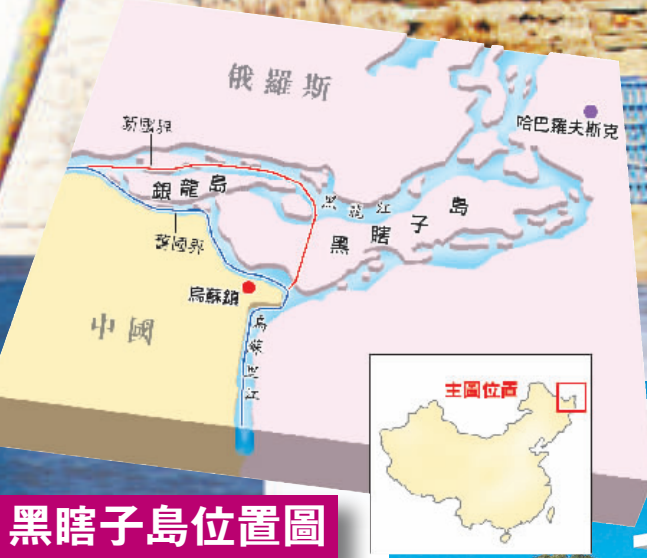 俄羅斯
哈巴羅夫斯克
新國界
銀龍島
黑龍江
黑瞎子島
舊國界
烏蘇鎮
中國
烏蘇里江
主圖位置
黑瞎子島位置圖